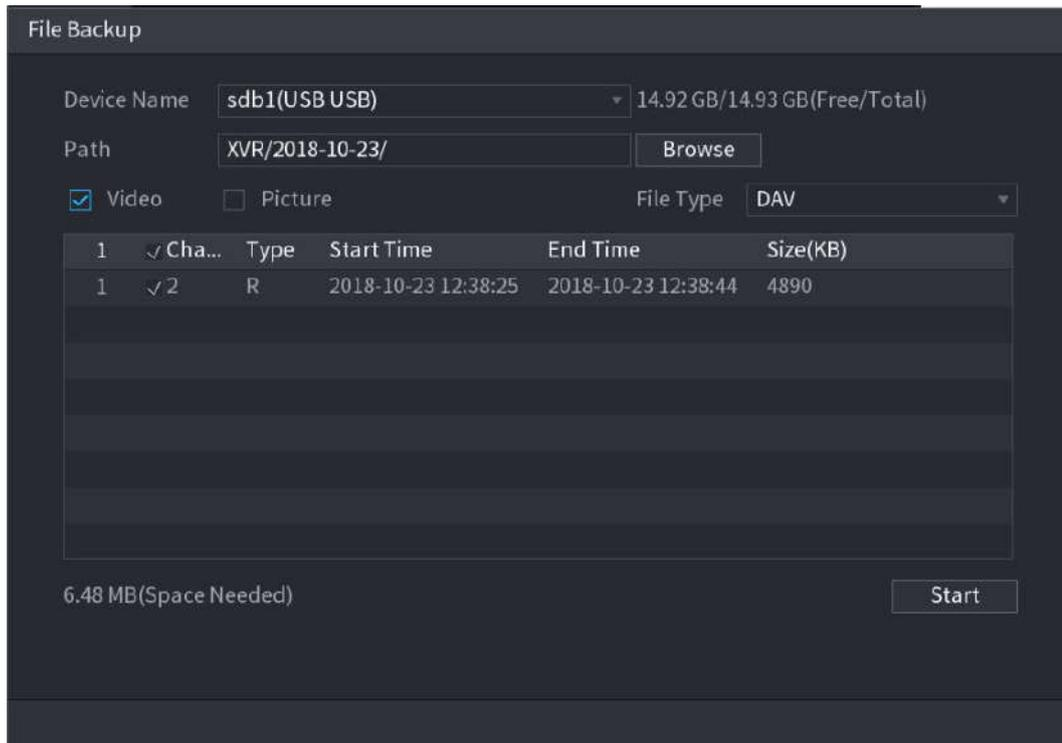 File Backup
Device Name sdb1(USB USB) 14.92 GB/14.93 GB(Free/Total)
Path XVR/2018-10-23/ Browse
Video Picture File Type DAV
1 Cha... Type Start Time End Time Size(KB)
1 2 R 2018-10-23 12:38:25 2018-10-23 12:38:44 4890
6.48 MB(Space Needed) Start